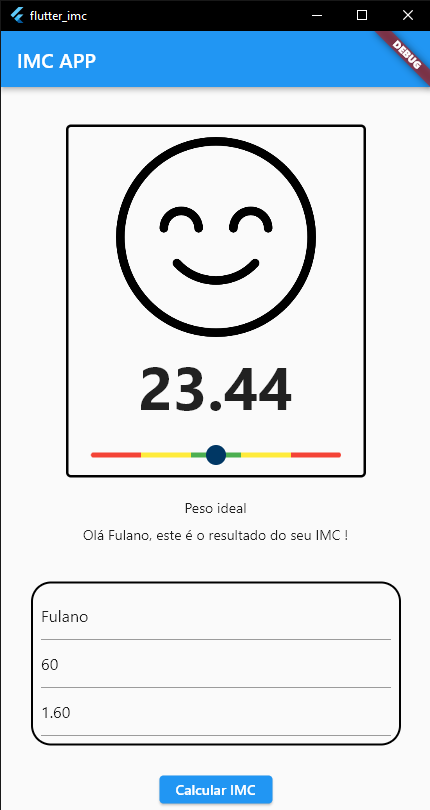 flutter_imc
IMC APP
DEBUG
23.44
Peso ideal
Olá Fulano, este é o resultado do seu IMC !
Fulano
60
1.60
Calcular IMC